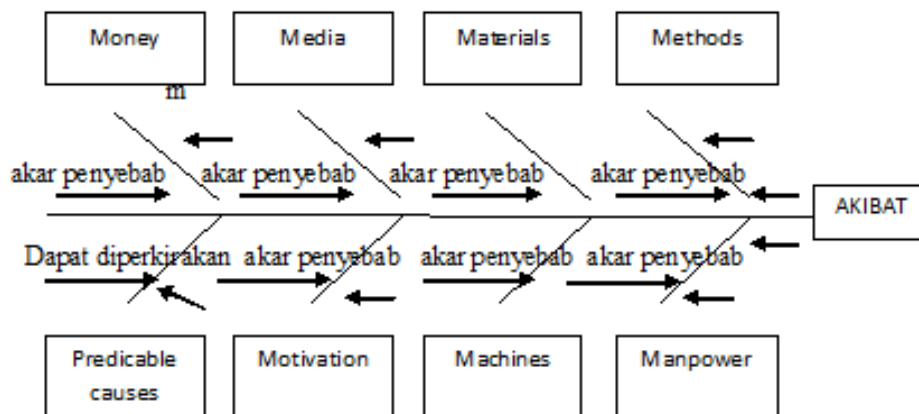 Money Media Materials Methods
m
akar penyebab akar penyebab akar penyebab akar penyebab
AKIBAT
Dapat diperkirakan akar penyebab akar penyebab akar penyebab
Predicable causes
Motivation
Machines
Manpower